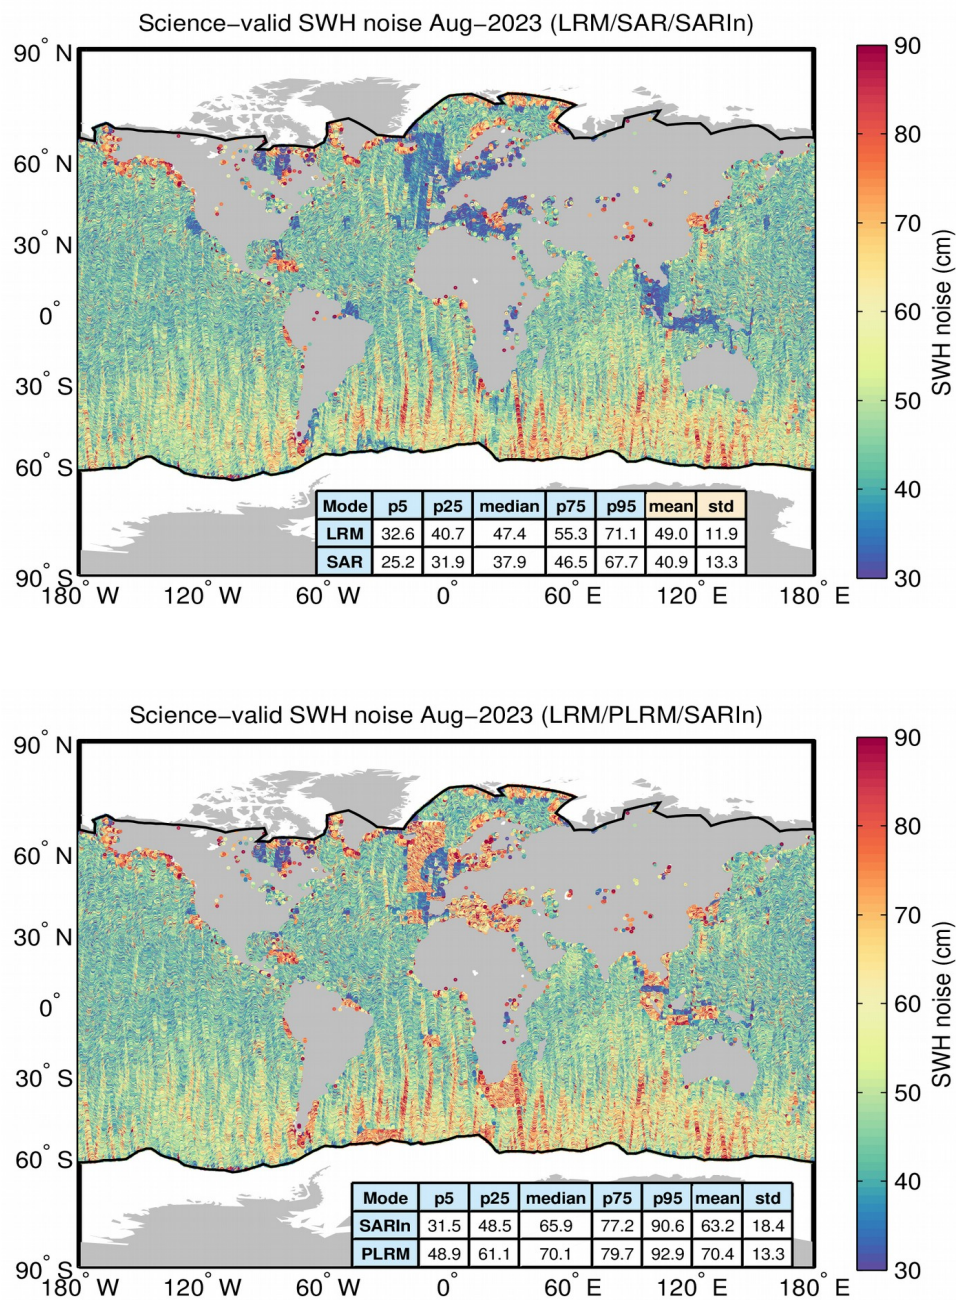 Science−valid SWH noise Aug−2023 (LRM/SAR/SARIn)
90° N
60° N
30° N
0°
30° S
60° S
90° S
180° W 120° W 60° W 0° 60° E 120° E 180° E
Mode p5 p25 median p75 p95 mean std
LRM 32.6 40.7 47.4 55.3 71.1 49.0 11.9
SAR 25.2 31.9 37.9 46.5 67.7 40.9 13.3
90
80
70
60
50
40
30
SWH noise (cm)
Science−valid SWH noise Aug−2023 (LRM/PLRM/SARIn)
90° N
60° N
30° N
0°
30° S
60° S
90° S
180° W 120° W 60° W 0° 60° E 120° E 180° E
Mode p5 p25 median p75 p95 mean std
SARIn 31.5 48.5 65.9 77.2 90.6 63.2 18.4
PLRM 48.9 61.1 70.1 79.7 92.9 70.4 13.3
90
80
70
60
50
40
30
SWH noise (cm)